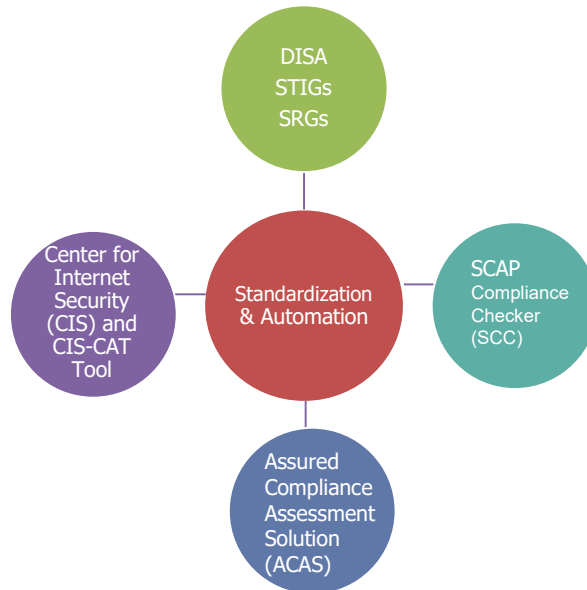 DISA
STIGs
SRGs
Center for
Internet
Security
(CIS) and
CIS-CAT
Tool
Standardization
& Automation
SCAP
Compliance
Checker
(SCC)
Assured
Compliance
Assessment
Solution
(ACAS)